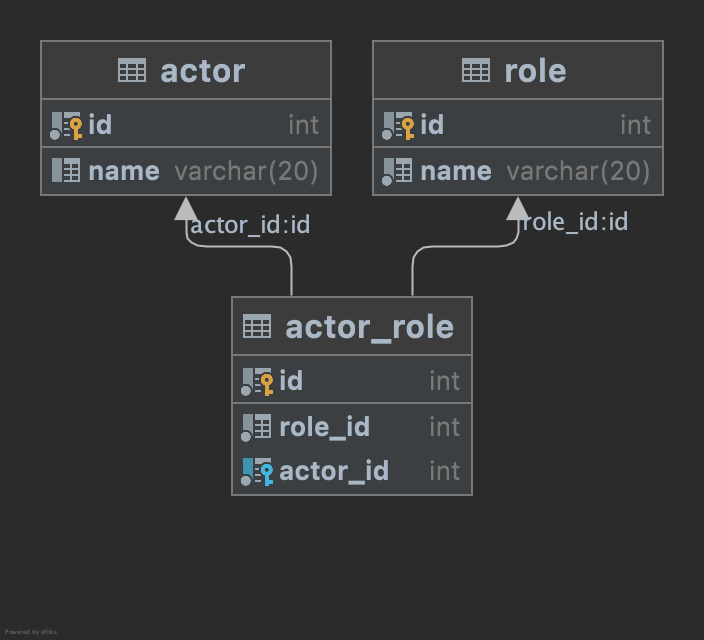 actor
id int
name varchar(20)
role
id int
name varchar(20)
actor_id:id
role_id:id
actor_role
id int
role_id int
actor_id int
Powered by yFiles